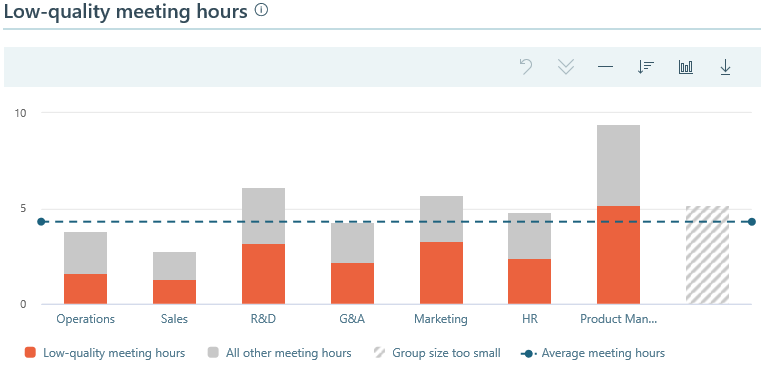 Low-quality meeting hours
10
5
0
Operations Sales R&D G&A Marketing HR Product Man...
Low-quality meeting hours All other meeting hours Group size too small Average meeting hours